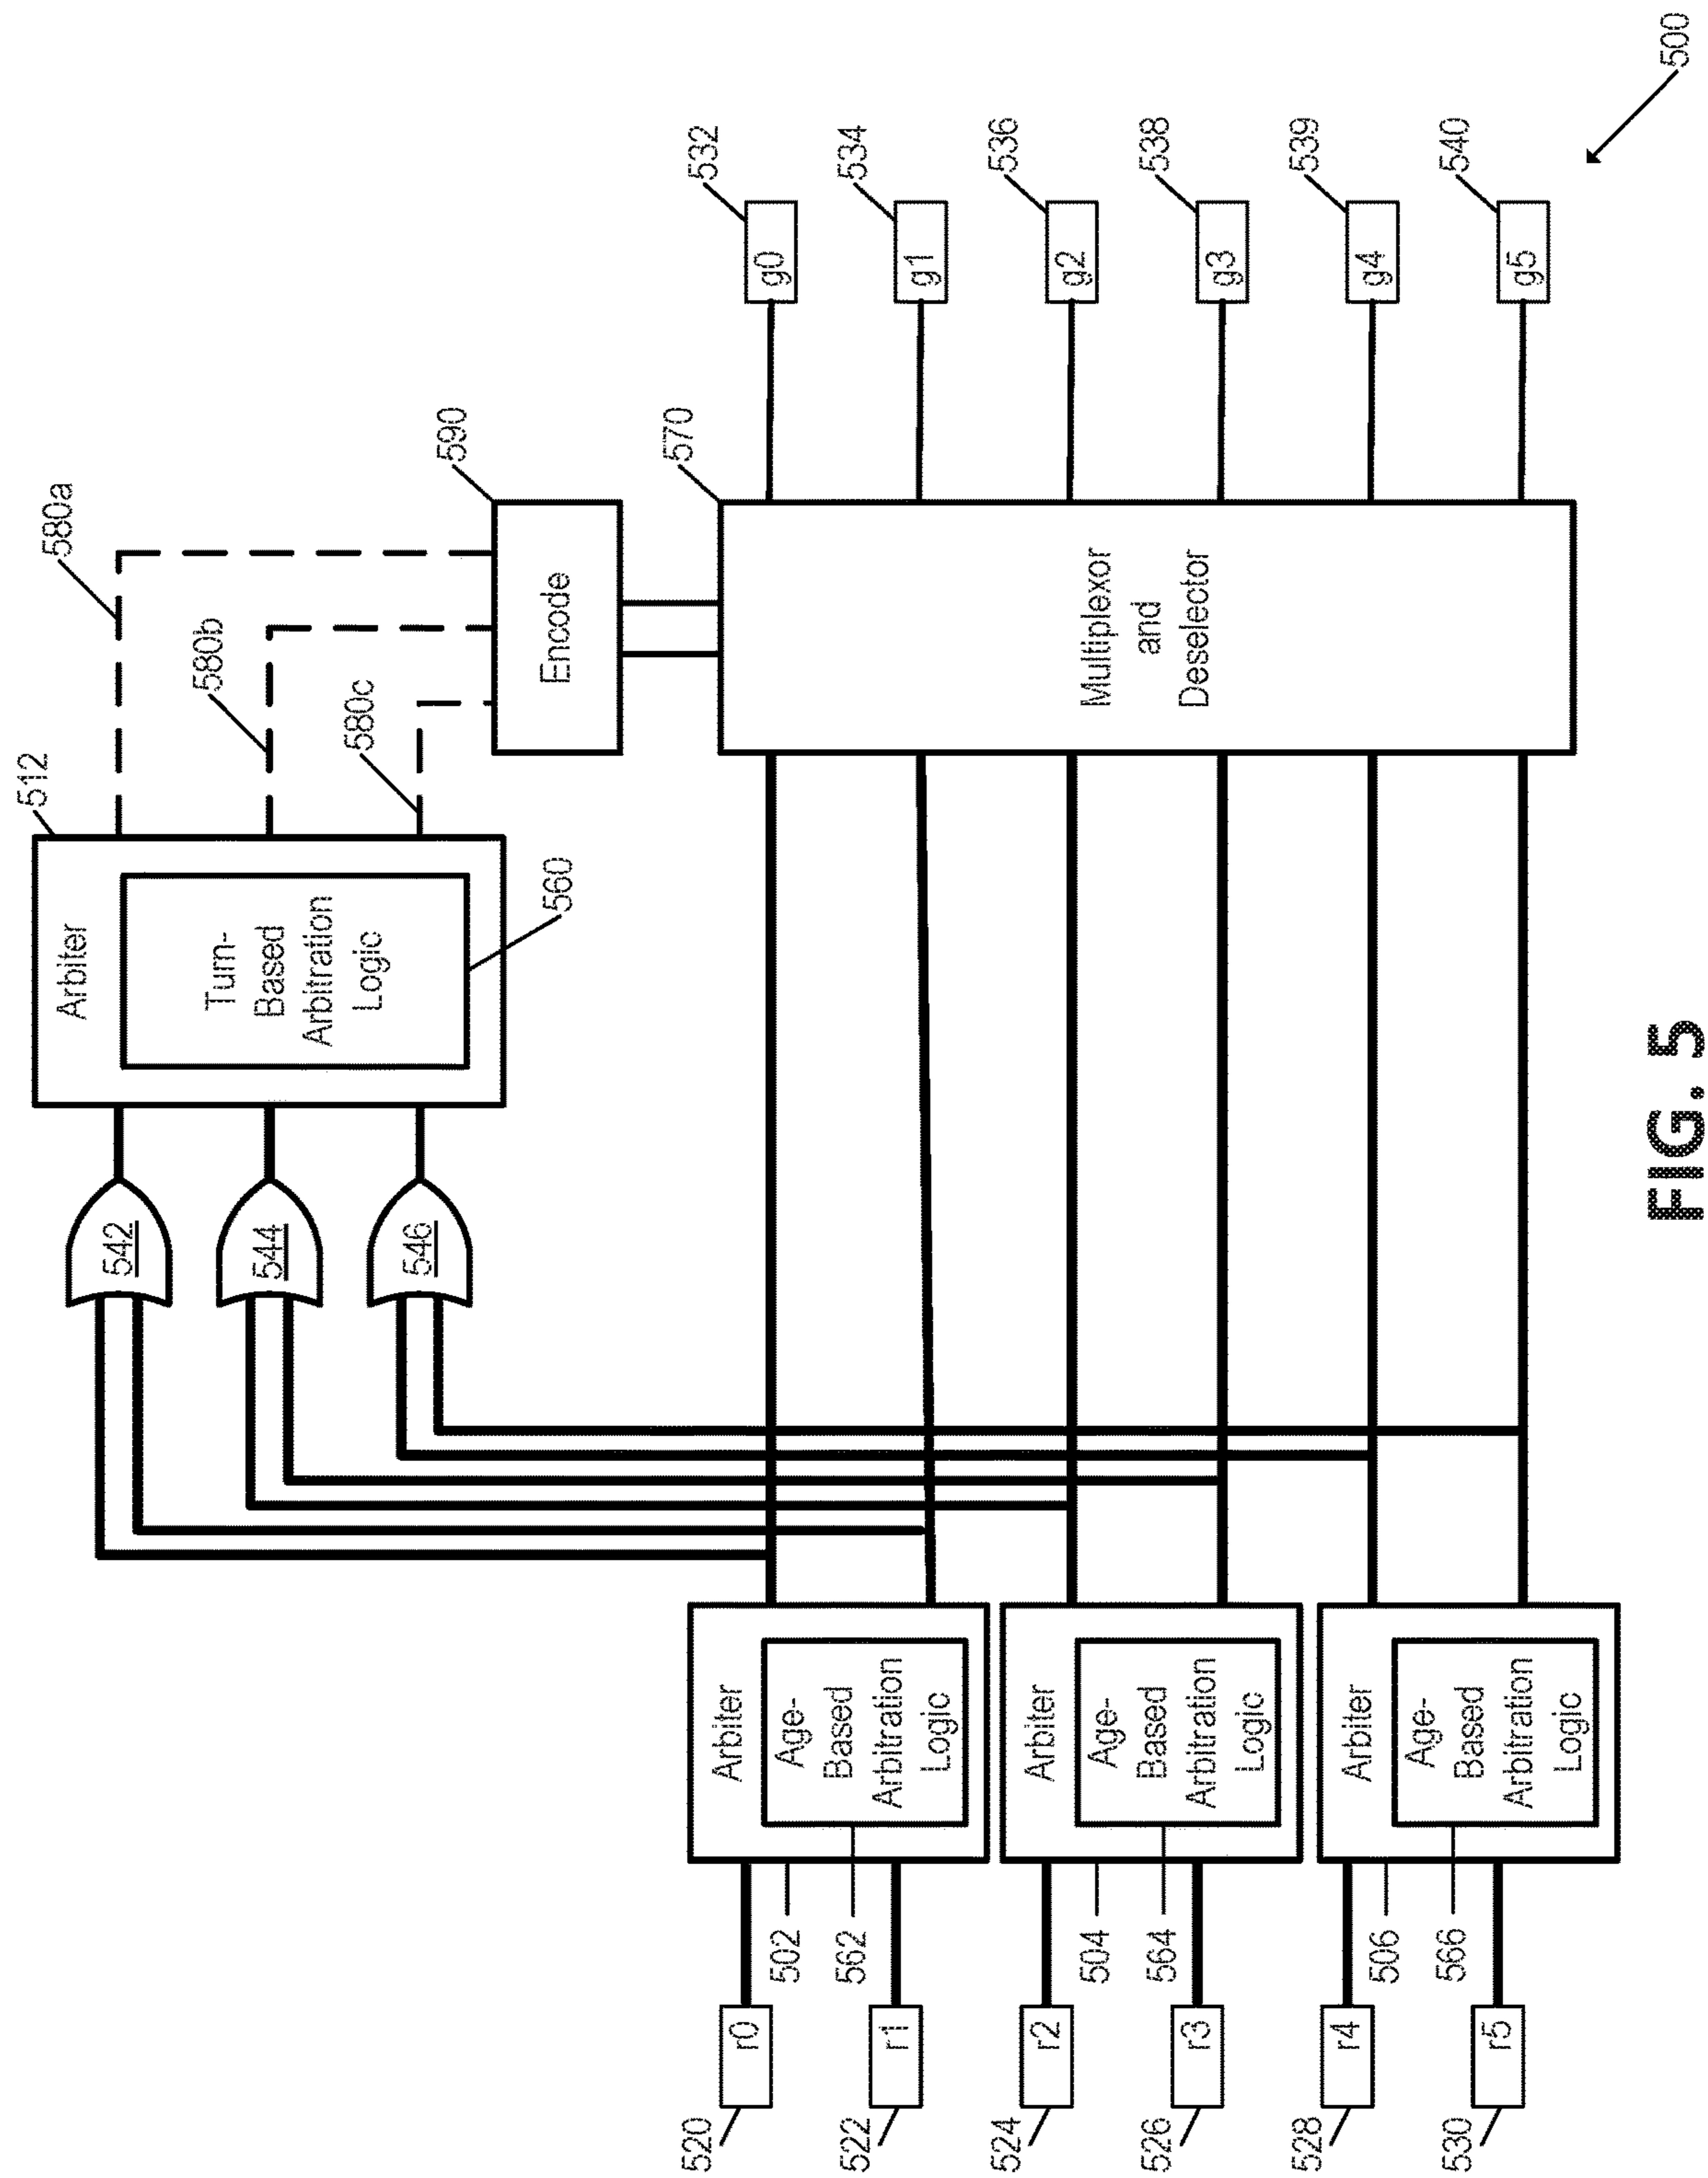 512
580a
580b
580c
590
570
Arbiter
Turn-
Based
Arbitration
Logic
560
542
544
546
Encode
Multiplexor
and
Deselector
532
g0
534
g1
536
g2
538
g3
539
g4
540
g5
Arbiter
Age-
Based
Arbitration
Logic
Arbiter
Age-
Based
Arbitration
Logic
Arbiter
Age-
Based
Arbitration
Logic
520
r0
502
562
522
r1
524
r2
504
564
526
r3
528
r4
506
566
530
r5
500
FIG. 5